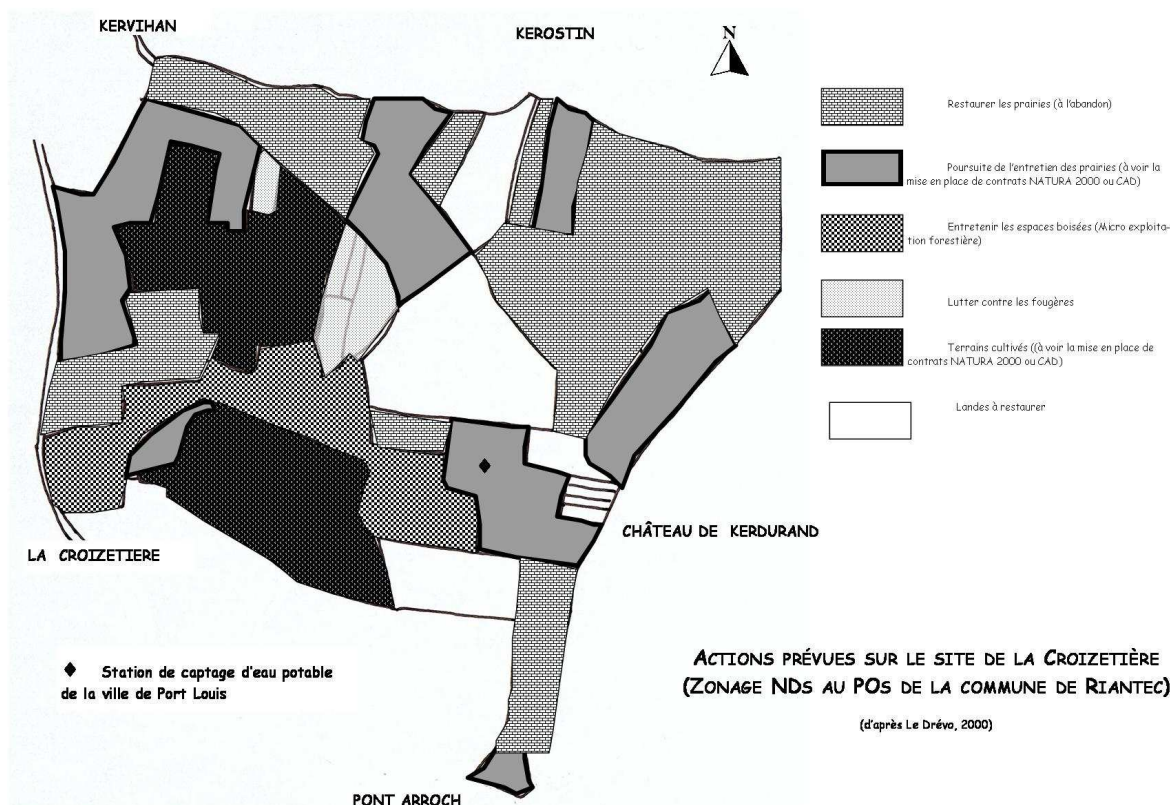 KERVIHAN
KEROSTIN
N
Restaurer les prairies (à l'abandon)
Poursuite de l'entretien des prairies (à voir la
mise en place de contrats NATURA 2000 ou CAD)
Entretenir les espaces boisées (Micro exploita-
tion forestière)
Lutter contre les fougères
Terrains cultivés ((à voir la mise en place de
contrats NATURA 2000 ou CAD)
Landes à restaurer
CHÂTEAU DE KERDURAND
LA CROIZETIERE
Station de captage d'eau potable
de la ville de Port Louis
ACTIONS PRÉVUES SUR LE SITE DE LA CROIZETIÈRE
(ZONAGE NDS AU POS DE LA COMMUNE DE RIANTEC)
(d'après Le Dréva, 2000)
PONT ARROCH